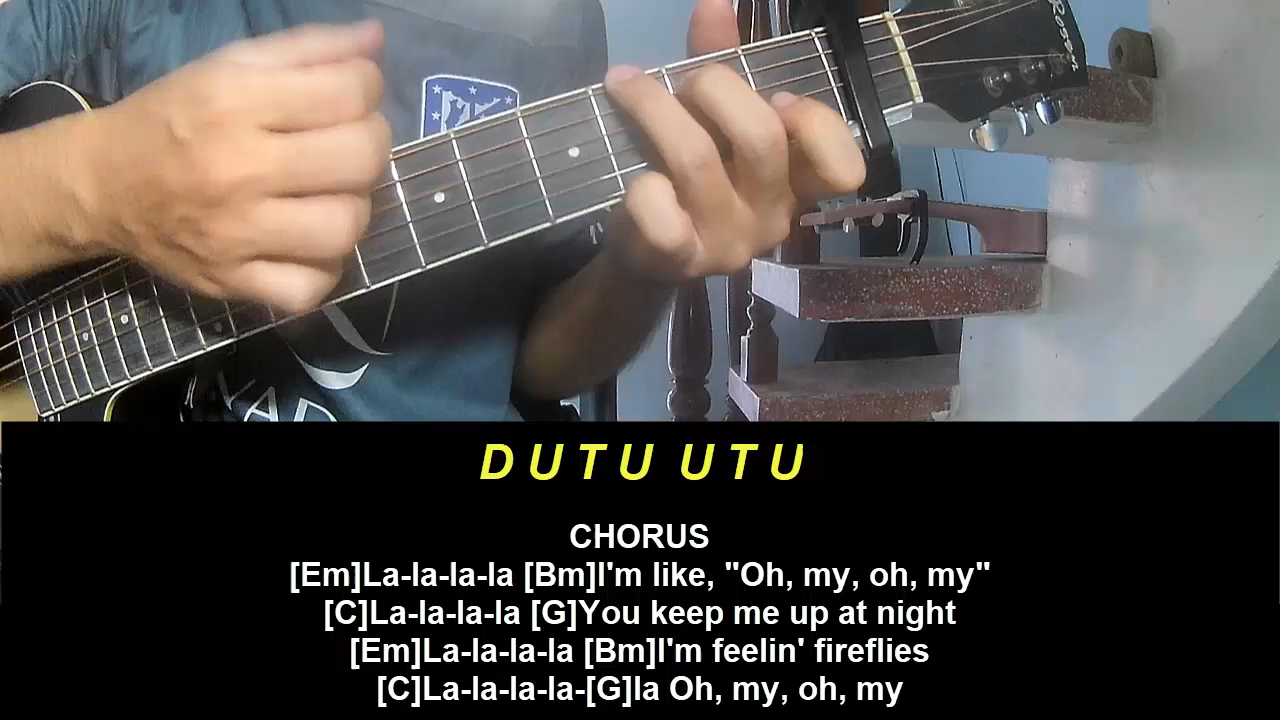 D U T U U T U
CHORUS
[Em]La-la-la-la [Bm]I'm like, "Oh, my, oh, my"
[C]La-la-la-la [G]You keep me up at night
[Em]La-la-la-la [Bm]I'm feelin' fireflies
[C]La-la-la-la-[G]la Oh, my, oh, my